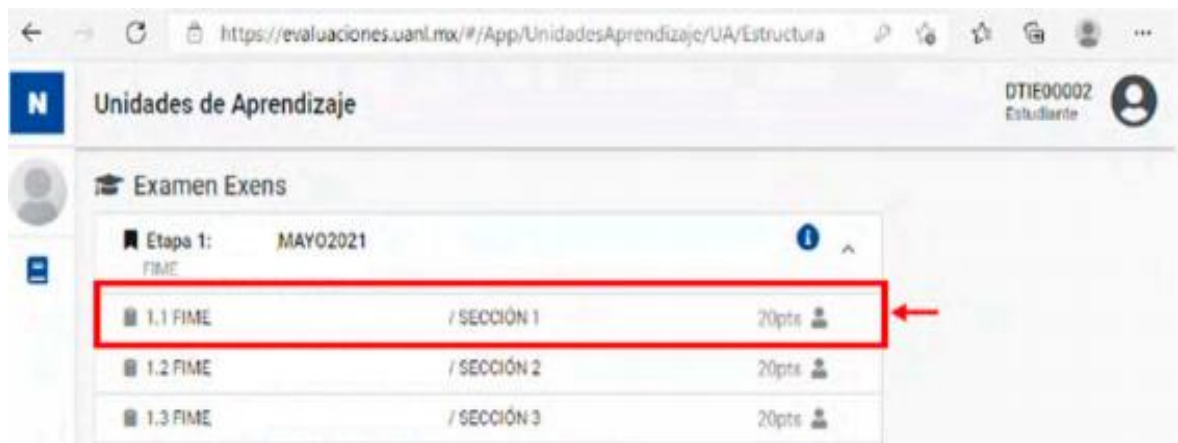 https://evaluaciones.uanl.mx/#/App/UnidadesAprendizaje/UA/Estructura
N Unidades de Aprendizaje DTIE00002
Estudiante
Examen Exens
Etapa 1: MAYO2021
FIME
1.1 FIME / SECCIÓN 1 20pts
1.2 FIME / SECCIÓN 2 20pts
1.3 FIME / SECCIÓN 3 20pts